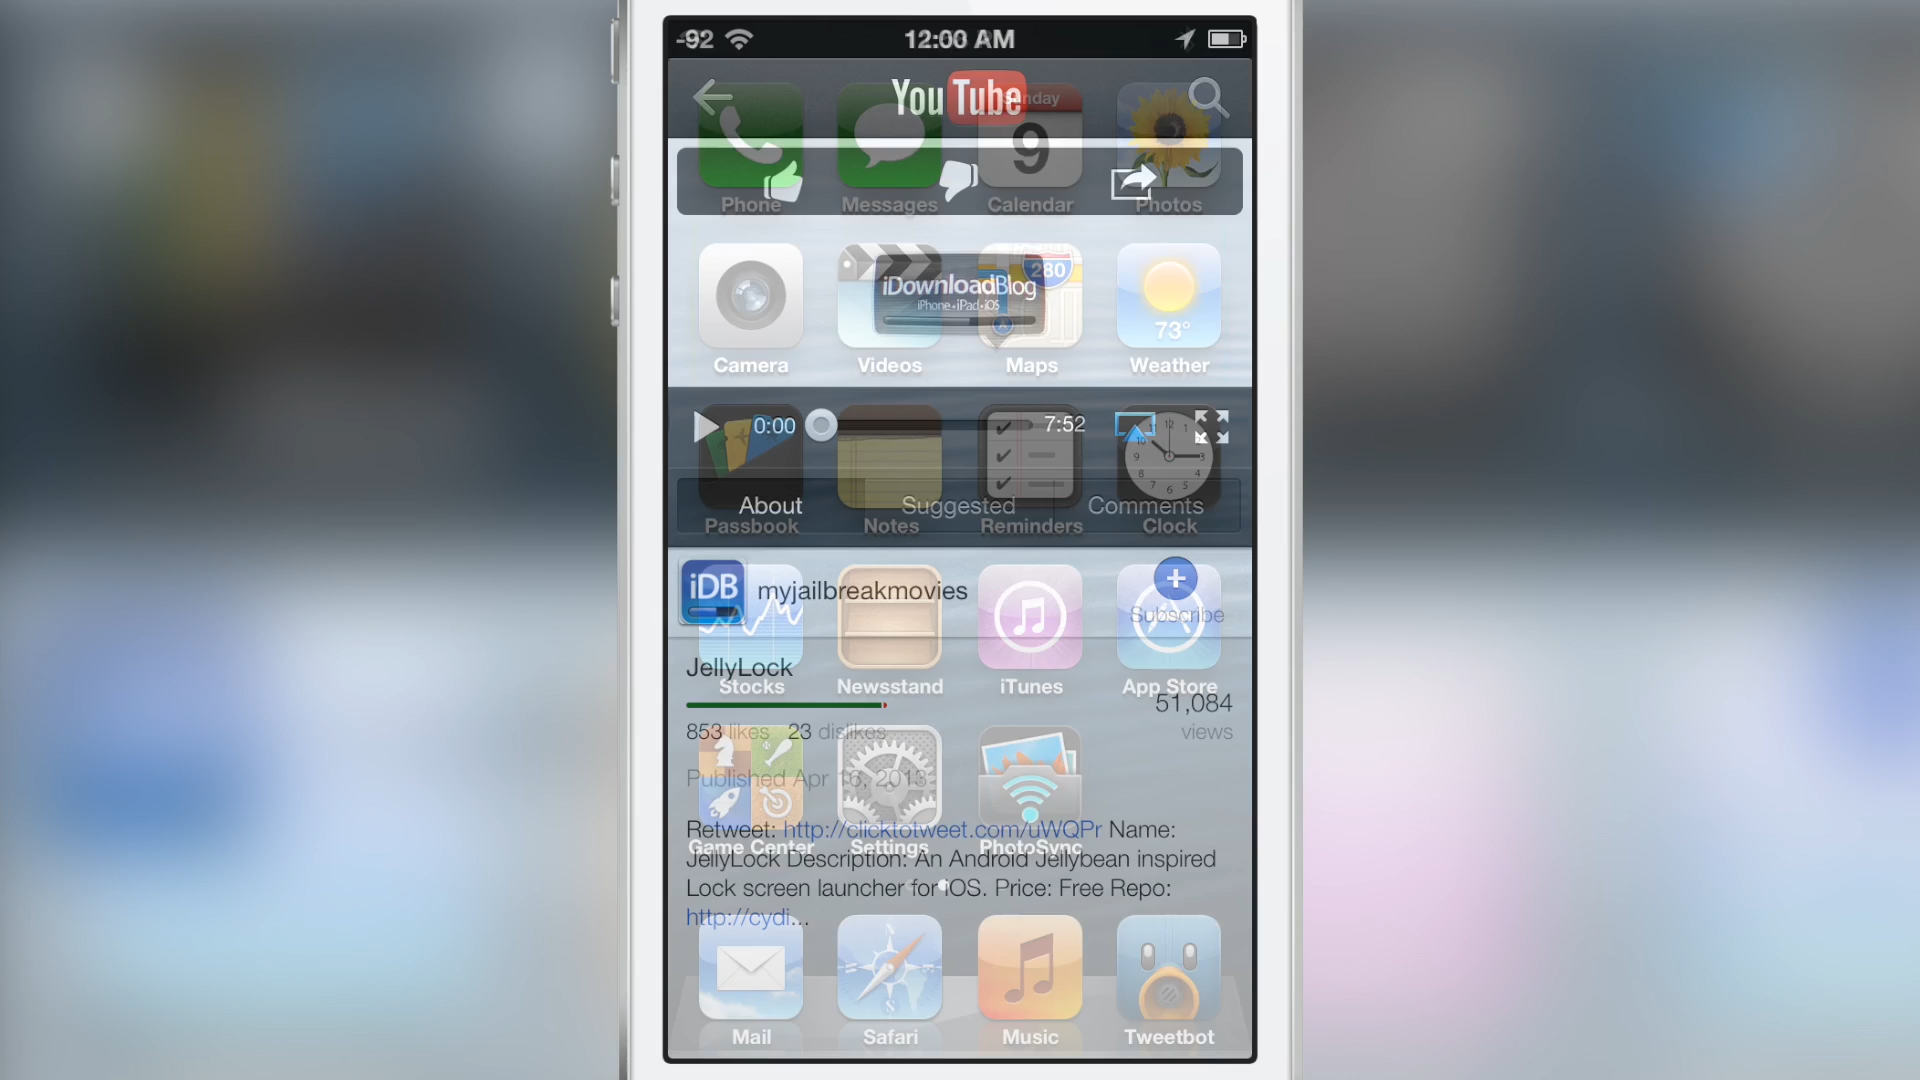 -92 12:00 AM
YouTube
Sunday
9
Phone Messages Calendar Photos
280
iDownloadBlog
iPhone•iPad•iOS
73°
Camera Videos Maps Weather
0:00 7:52
About Suggested Comments
Passbook Notes Reminders Clock
iDB myjailbreakmovies
Subscribe
JellyLock
Stocks Newsstand iTunes App Store
51,084
853 likes 23 dislikes views
Published Apr 16, 2013
Retweet: http://clicktotweet.com/uWQPr Name:
Game Center Settings PhotoSync
JellyLock Description: An Android Jellybean inspired
Lock screen launcher for iOS. Price: Free Repo:
http://cydi...
Mail Safari Music Tweetbot